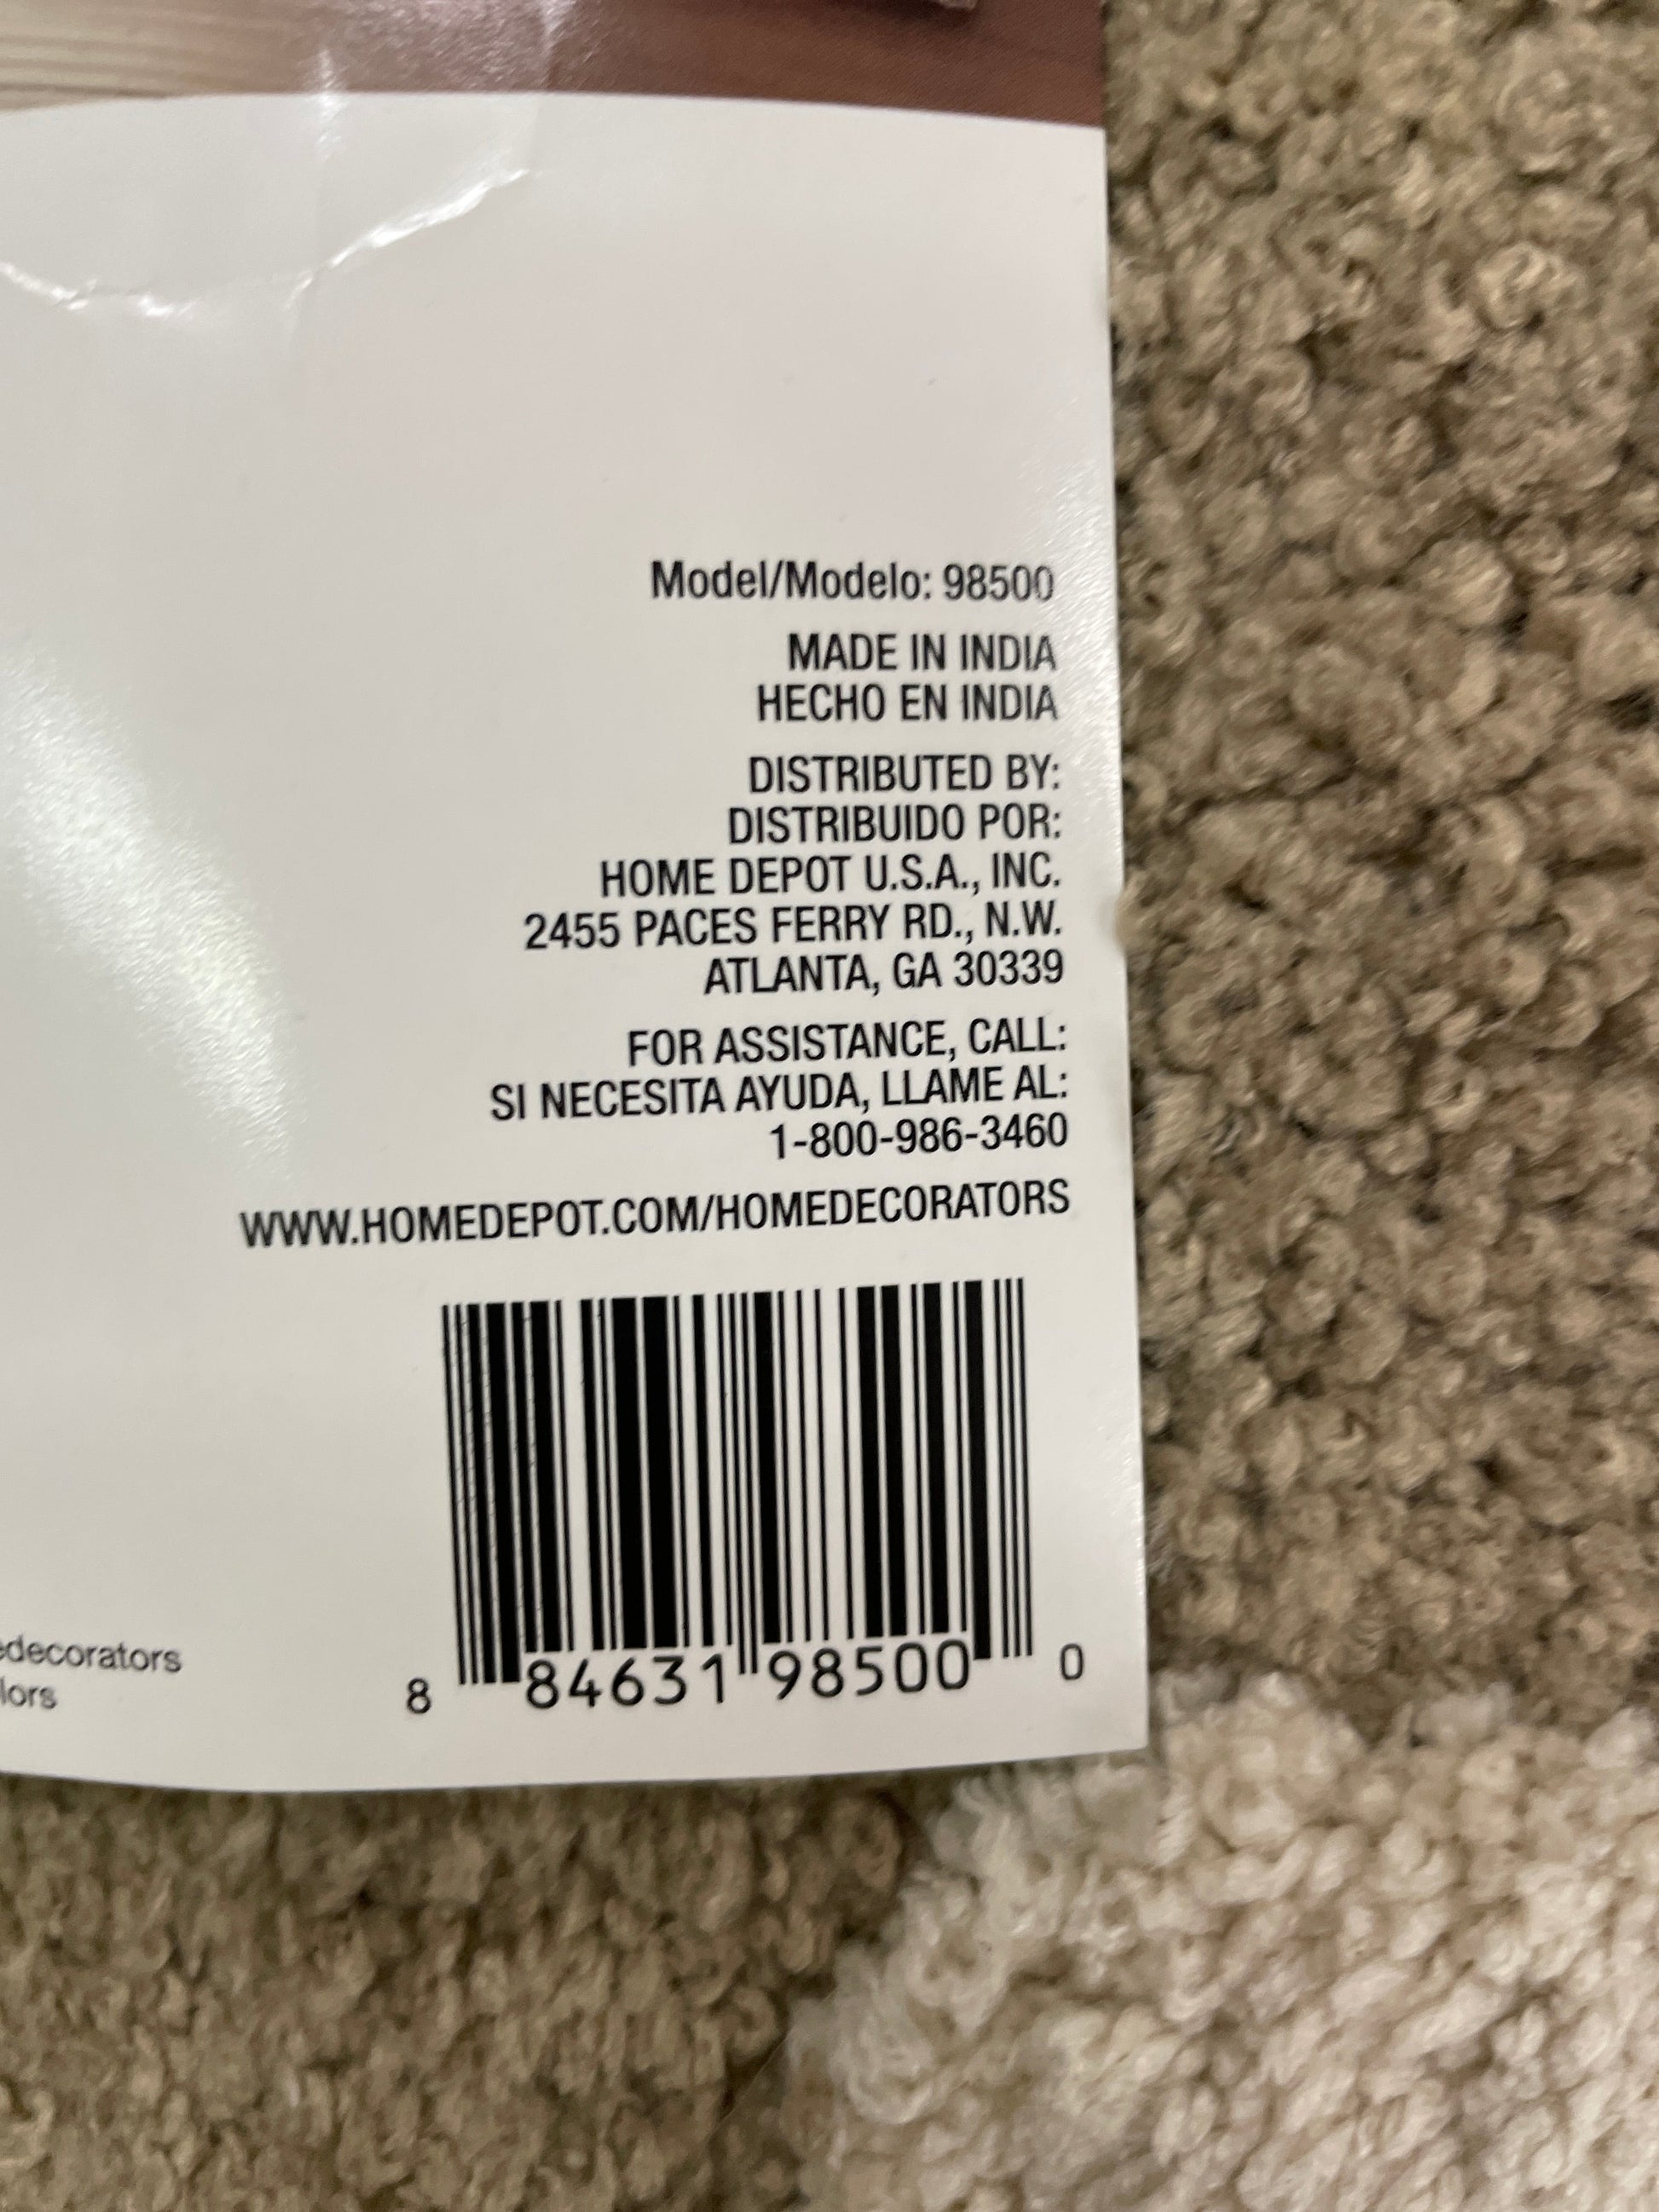 Model/Modelo: 98500
MADE IN INDIA
HECHO EN INDIA
DISTRIBUTED BY:
DISTRIBUIDO POR:
HOME DEPOT U.S.A., INC.
2455 PACES FERRY RD., N.W.
ATLANTA, GA 30339
FOR ASSISTANCE, CALL:
SI NECESITA AYUDA, LLAME AL:
1-800-986-3460
WWW.HOMEDEPOT.COM/HOMEDECORATORS
edecorators
lors
8 84631 98500 0